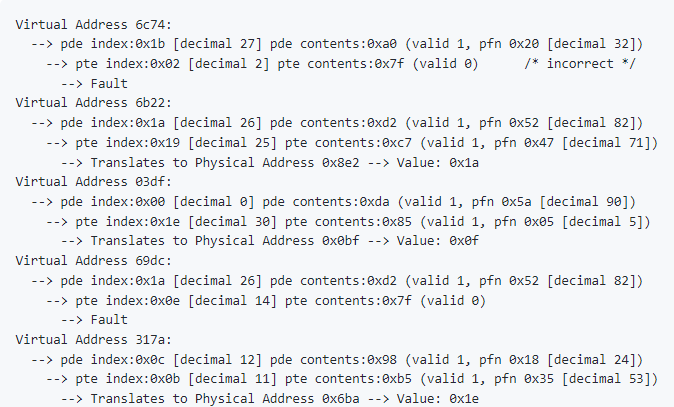 Virtual Address 6c74:
--> pde index:0x1b [decimal 27] pde contents:0xa0 (valid 1, pfn 0x20 [decimal 32])
--> pte index:0x02 [decimal 2] pte contents:0x7f (valid 0) /* incorrect */
--> Fault
Virtual Address 6b22:
--> pde index:0x1a [decimal 26] pde contents:0xd2 (valid 1, pfn 0x52 [decimal 82])
--> pte index:0x19 [decimal 25] pte contents:0xc7 (valid 1, pfn 0x47 [decimal 71])
--> Translates to Physical Address 0x8e2 --> Value: 0x1a
Virtual Address 03df:
--> pde index:0x00 [decimal 0] pde contents:0xda (valid 1, pfn 0x5a [decimal 90])
--> pte index:0x1e [decimal 30] pte contents:0x85 (valid 1, pfn 0x05 [decimal 5])
--> Translates to Physical Address 0x0bf --> Value: 0x0f
Virtual Address 69dc:
--> pde index:0x1a [decimal 26] pde contents:0xd2 (valid 1, pfn 0x52 [decimal 82])
--> pte index:0x0e [decimal 14] pte contents:0x7f (valid 0)
--> Fault
Virtual Address 317a:
--> pde index:0x0c [decimal 12] pde contents:0x98 (valid 1, pfn 0x18 [decimal 24])
--> pte index:0x0b [decimal 11] pte contents:0xb5 (valid 1, pfn 0x35 [decimal 53])
--> Translates to Physical Address 0x6ba --> Value: 0x1e